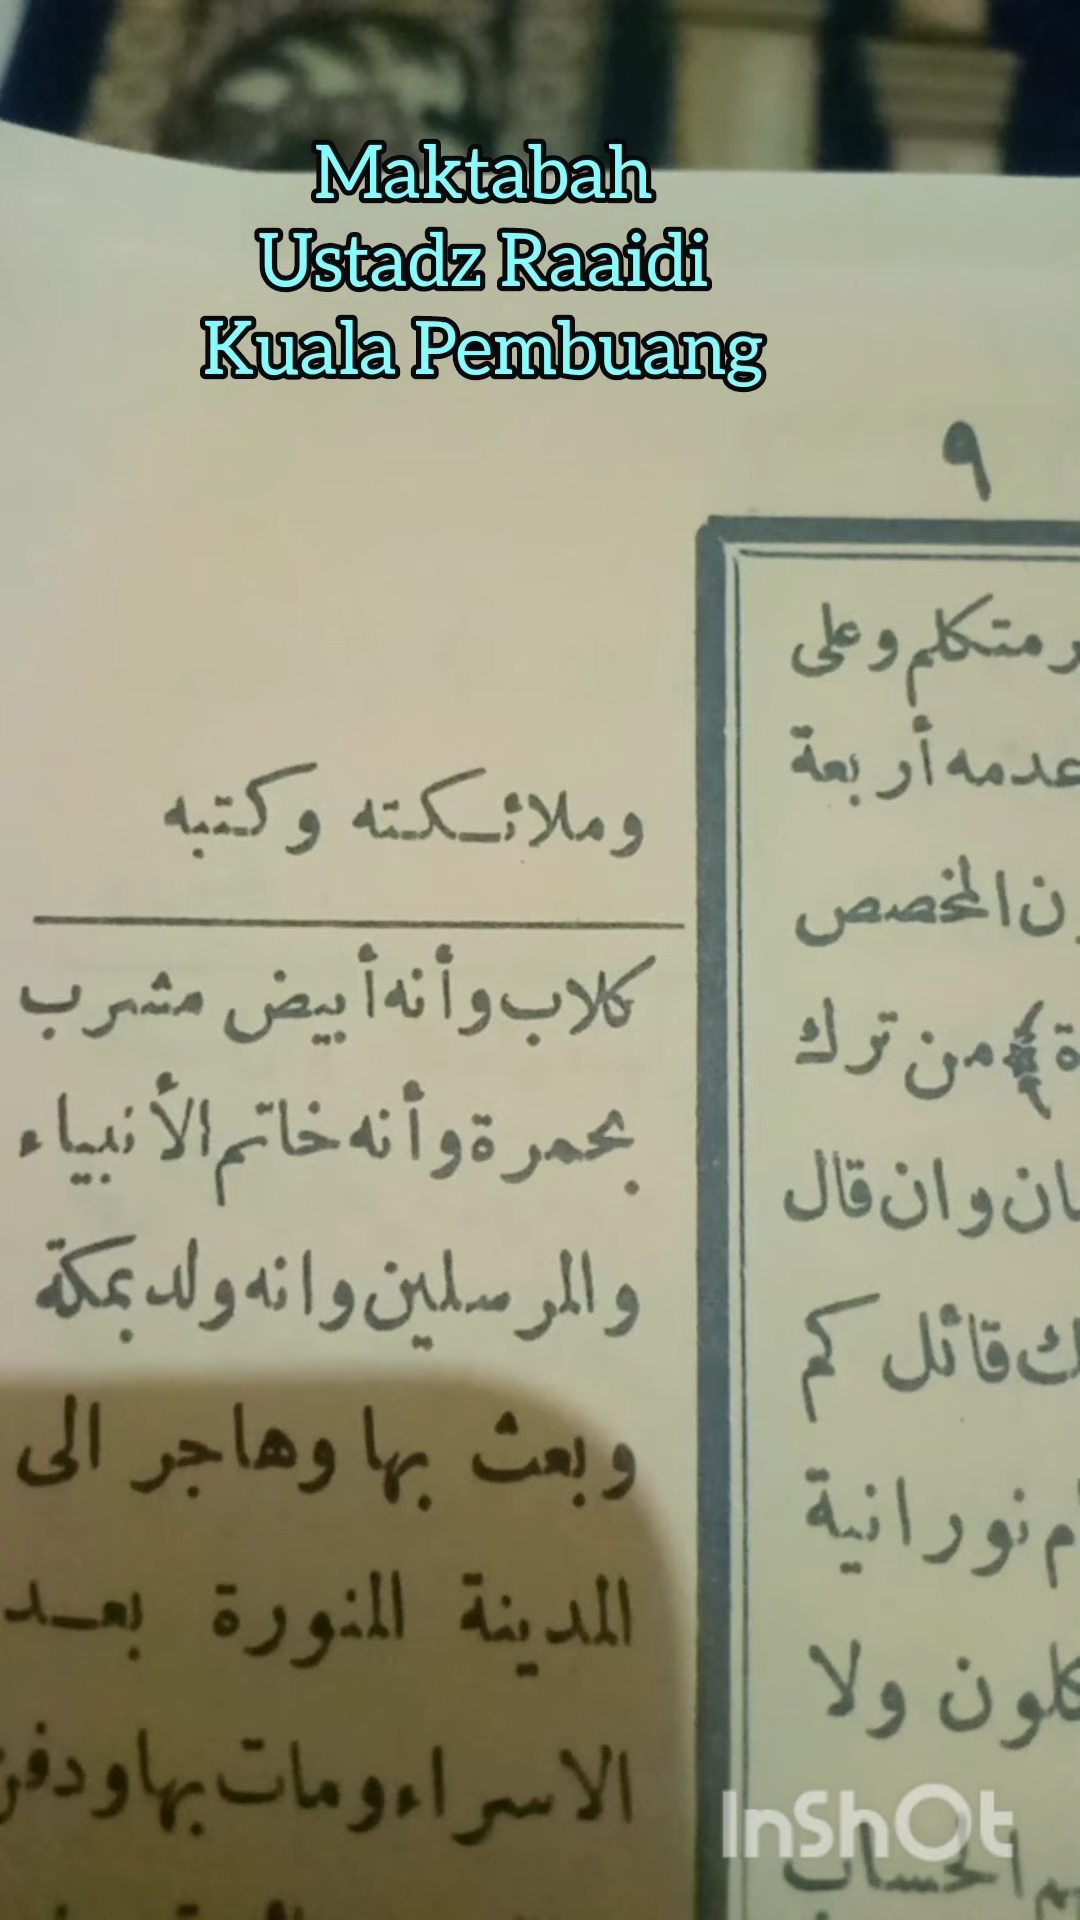 Maktabah
Ustadz Raaidi
Kuala Pembuang
٩
متكلم وعلى
عدمه أربعة
المخصص
من ترك
وان قال
قائل كم
نورانية
ولا
الحساب
وملائكته وكتبه
كلاب وأنه أبيض مشرب
بحمرة وأنه خاتم الأنبياء
والمرسلين وانه ولد بمكة
وبعث بها وهاجر الى
المدينة المنورة بعد
الاسراء ومات بها ودفن
InShOt